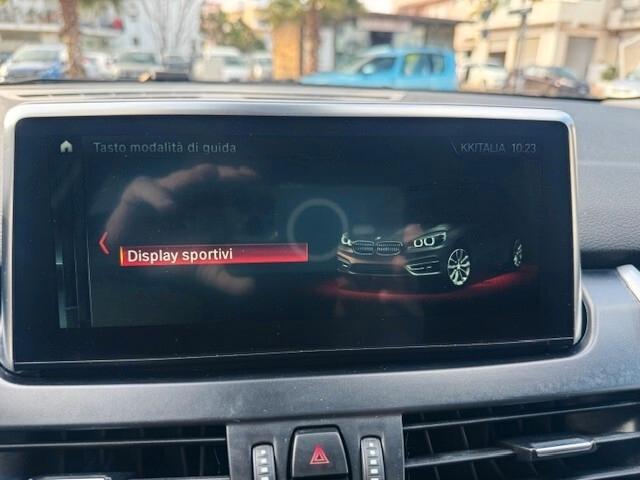 Tasto modalità di guida
KKITALIA 10:23
Display sportivi